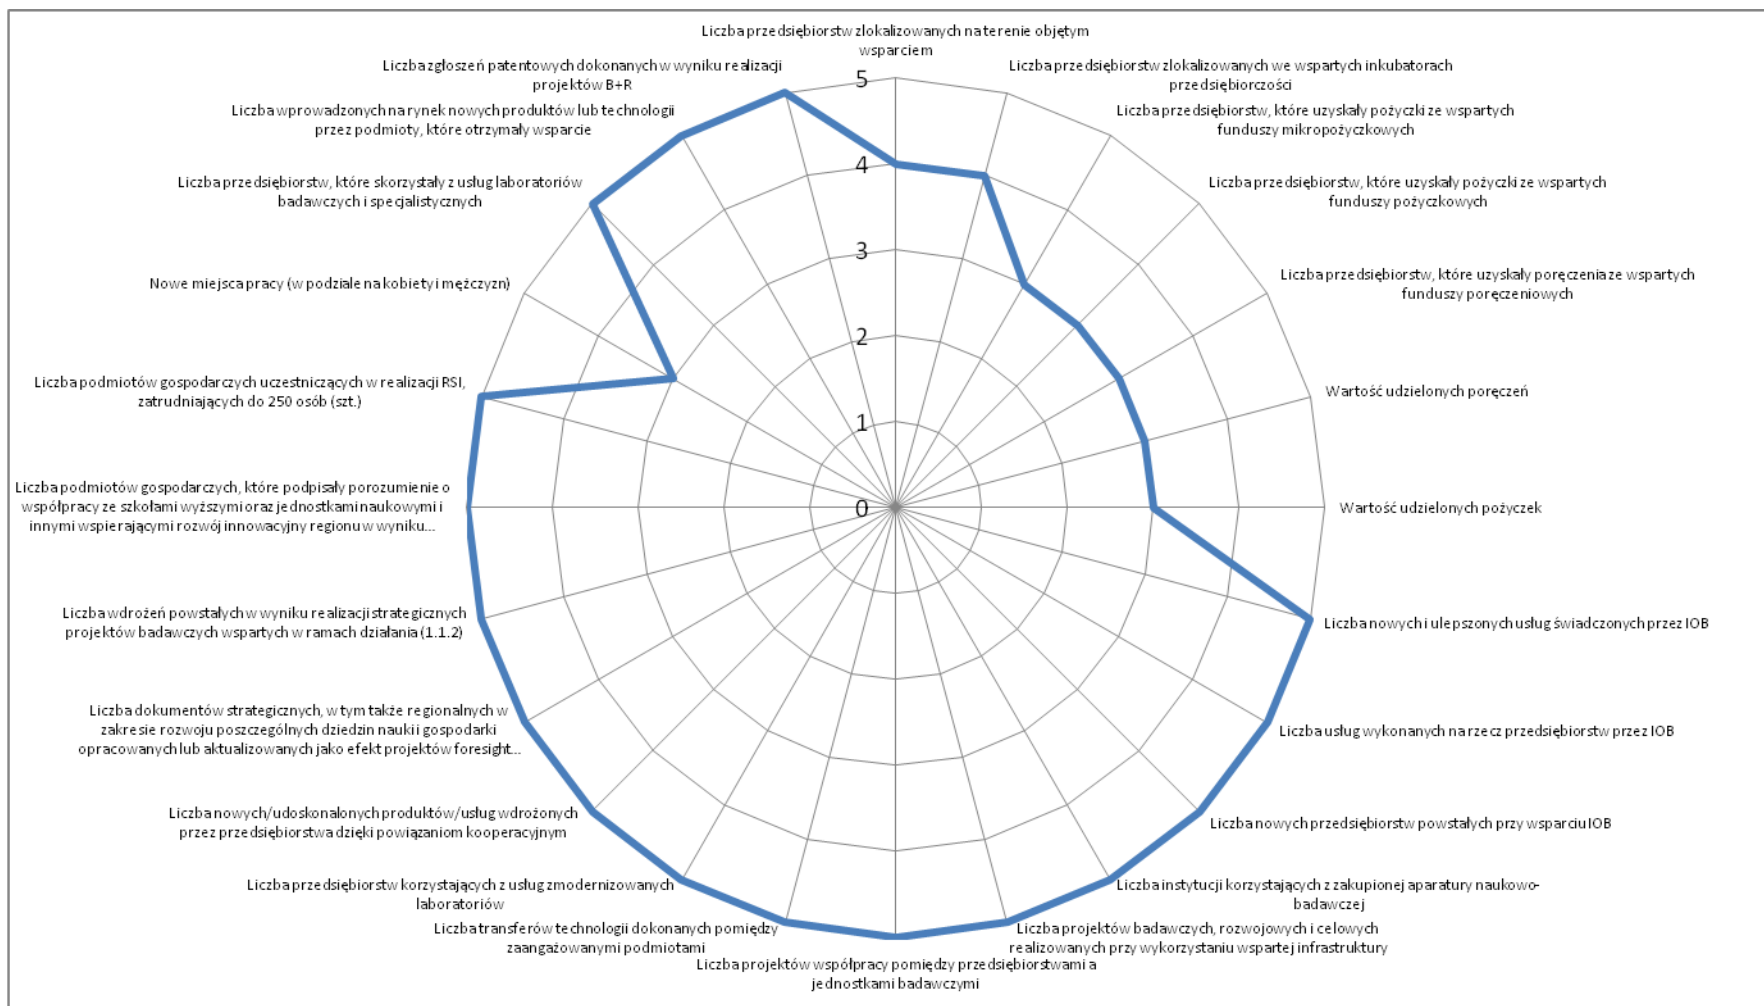 Liczba przedsiębiorstw zlokalizowanych na terenie objętym
wsparciem
Liczba przedsiębiorstw zlokalizowanych we wspartych inkubatorach
przedsiębiorczości
Liczba przedsiębiorstw, które uzyskały pożyczki ze wspartych
funduszy mikropożyczkowych
Liczba przedsiębiorstw, które uzyskały pożyczki ze wspartych
funduszy pożyczkowych
Liczba przedsiębiorstw, które uzyskały poręczenia ze wspartych
funduszy poręczeniowych
Wartość udzielonych poręczeń
Wartość udzielonych pożyczek
Liczba nowych i ulepszonych usług świadczonych przez IOB
Liczba usług wykonanych na rzecz przedsiębiorstw przez IOB
Liczba nowych przedsiębiorstw powstałych przy wsparciu IOB
Liczba instytucji korzystających z zakupionej aparatury naukowo-
badawczej
Liczba projektów badawczych, rozwojowych i celowych
realizowanych przy wykorzystaniu wspartej infrastruktury
Liczba projektów współpracy pomiędzy przedsiębiorstwami a
jednostkami badawczymi
Liczba transferów technologii dokonanych pomiędzy
zaangażowanymi podmiotami
Liczba przedsiębiorstw korzystających z usług zmodernizowanych
laboratoriów
Liczba nowych/udoskonalonych produktów/usług wdrożonych
przez przedsiębiorstwa dzięki powiązaniom kooperacyjnym
Liczba dokumentów strategicznych, w tym także regionalnych w
zakresie rozwoju poszczególnych dziedzin nauki i gospodarki
opracowanych lub aktualizowanych jako efekt projektów foresight...
Liczba wdrożeń powstałych w wyniku realizacji strategicznych
projektów badawczych wspartych w ramach działania (1.1.2)
Liczba podmiotów gospodarczych, które podpisały porozumienie o
współpracy ze szkołami wyższymi oraz jednostkami naukowymi i
innymi wspierającymi rozwój innowacyjny regionu w wyniku...
Liczba podmiotów gospodarczych uczestniczących w realizacji RSI,
zatrudniających do 250 osób (szt.)
Nowe miejsca pracy (w podziale na kobiety i mężczyzn)
Liczba przedsiębiorstw, które skorzystały z usług laboratoriów
badawczych i specjalistycznych
Liczba wprowadzonych na rynek nowych produktów lub technologii
przez podmioty, które otrzymały wsparcie
Liczba zgłoszeń patentowych dokonanych w wyniku realizacji
projektów B+R
5
4
3
2
1
0